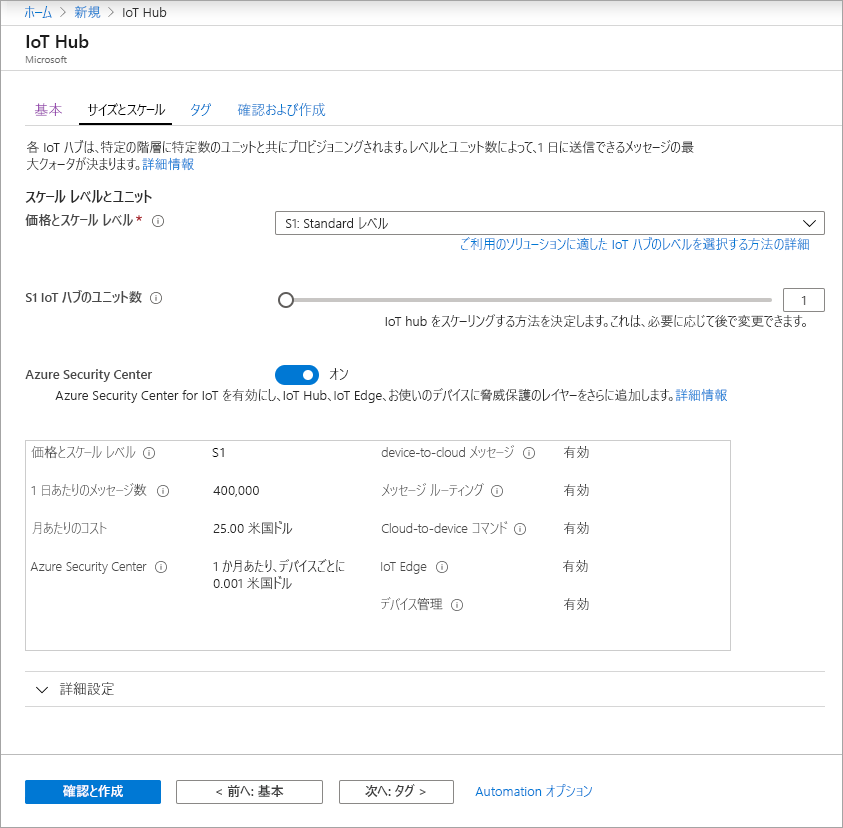 ホーム > 新規 > IoT Hub
IoT Hub
Microsoft
基本 サイズとスケール タグ 確認および作成
各 IoT ハブは、特定の階層に特定数のユニットと共にプロビジョニングされます。レベルとユニット数によって、1 日に送信できるメッセージの最
大クォータが決まります。詳細情報
スケール レベルとユニット
価格とスケール レベル *
S1: Standard レベル
ご利用のソリューションに適した IoT ハブのレベルを選択する方法の詳細
S1 IoT ハブのユニット数 1
IoT hub をスケーリングする方法を決定します。これは、必要に応じて後で変更できます。
Azure Security Center オン
Azure Security Center for IoT を有効にし、IoT Hub、IoT Edge、お使いのデバイスに脅威保護のレイヤーをさらに追加します。詳細情報
価格とスケール レベル S1 device-to-cloud メッセージ 有効
1 日あたりのメッセージ数 400,000 メッセージ ルーティング 有効
月あたりのコスト 25.00 米国ドル Cloud-to-device コマンド 有効
Azure Security Center 1 か月あたり、デバイスごとに IoT Edge 有効
0.001 米国ドル
デバイス管理 有効
詳細設定
確認と作成 < 前へ: 基本 次へ: タグ > Automation オプション